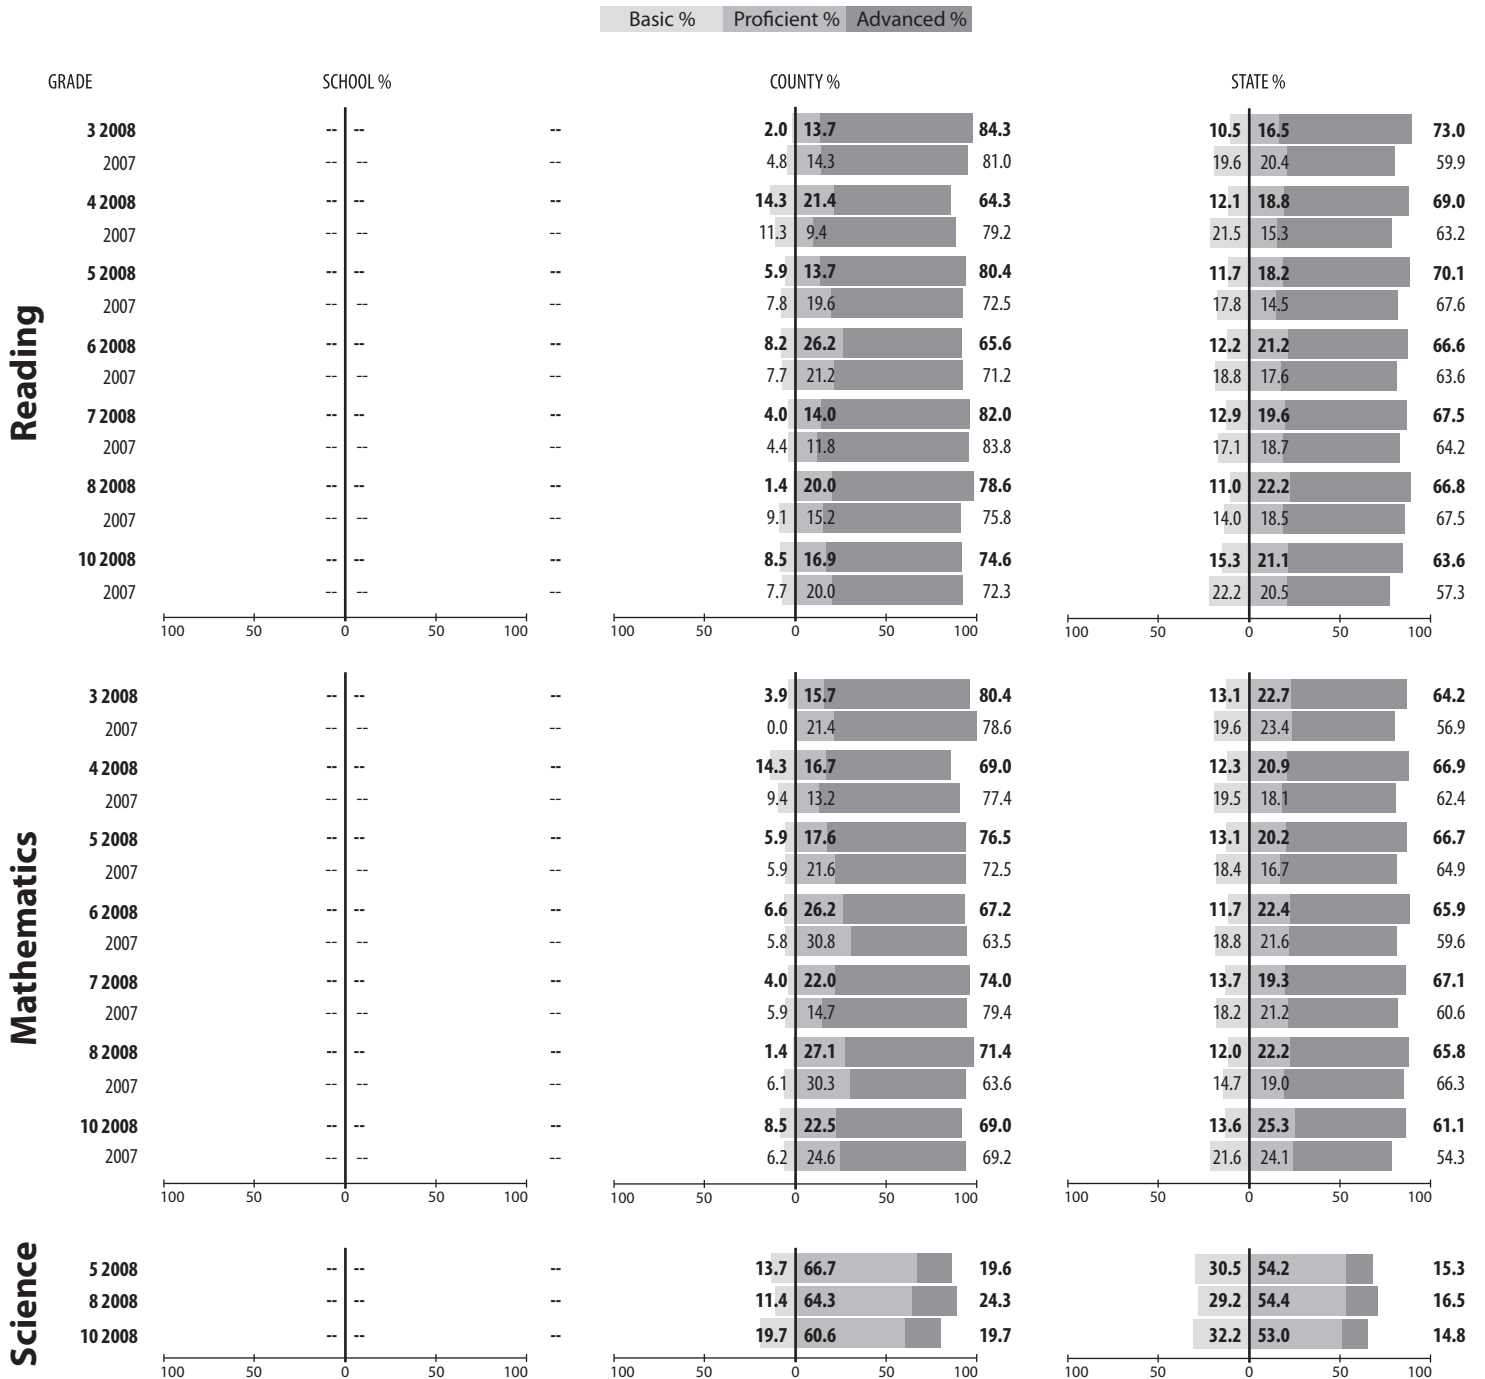 Basic % Proficient % Advanced %
GRADE SCHOOL % COUNTY % STATE %
Reading
3 2008 -- -- -- 2.0 13.7 84.3 10.5 16.5 73.0
2007 -- -- -- 4.8 14.3 81.0 19.6 20.4 59.9
4 2008 -- -- -- 14.3 21.4 64.3 12.1 18.8 69.0
2007 -- -- -- 11.3 9.4 79.2 21.5 15.3 63.2
5 2008 -- -- -- 5.9 13.7 80.4 11.7 18.2 70.1
2007 -- -- -- 7.8 19.6 72.5 17.8 14.5 67.6
6 2008 -- -- -- 8.2 26.2 65.6 12.2 21.2 66.6
2007 -- -- -- 7.7 21.2 71.2 18.8 17.6 63.6
7 2008 -- -- -- 4.0 14.0 82.0 12.9 19.6 67.5
2007 -- -- -- 4.4 11.8 83.8 17.1 18.7 64.2
8 2008 -- -- -- 1.4 20.0 78.6 11.0 22.2 66.8
2007 -- -- -- 9.1 15.2 75.8 14.0 18.5 67.5
10 2008 -- -- -- 8.5 16.9 74.6 15.3 21.1 63.6
2007 -- -- -- 7.7 20.0 72.3 22.2 20.5 57.3
100 50 0 50 100 100 50 0 50 100 100 50 0 50 100
Mathematics
3 2008 -- -- -- 3.9 15.7 80.4 13.1 22.7 64.2
2007 -- -- -- 0.0 21.4 78.6 19.6 23.4 56.9
4 2008 -- -- -- 14.3 16.7 69.0 12.3 20.9 66.9
2007 -- -- -- 9.4 13.2 77.4 19.5 18.1 62.4
5 2008 -- -- -- 5.9 17.6 76.5 13.1 20.2 66.7
2007 -- -- -- 5.9 21.6 72.5 18.4 16.7 64.9
6 2008 -- -- -- 6.6 26.2 67.2 11.7 22.4 65.9
2007 -- -- -- 5.8 30.8 63.5 18.8 21.6 59.6
7 2008 -- -- -- 4.0 22.0 74.0 13.7 19.3 67.1
2007 -- -- -- 5.9 14.7 79.4 18.2 21.2 60.6
8 2008 -- -- -- 1.4 27.1 71.4 12.0 22.2 65.8
2007 -- -- -- 6.1 30.3 63.6 14.7 19.0 66.3
10 2008 -- -- -- 8.5 22.5 69.0 13.6 25.3 61.1
2007 -- -- -- 6.2 24.6 69.2 21.6 24.1 54.3
100 50 0 50 100 100 50 0 50 100 100 50 0 50 100
Science
5 2008 -- -- -- 13.7 66.7 19.6 30.5 54.2 15.3
8 2008 -- -- -- 11.4 64.3 24.3 29.2 54.4 16.5
10 2008 -- -- -- 19.7 60.6 19.7 32.2 53.0 14.8
100 50 0 50 100 100 50 0 50 100 100 50 0 50 100